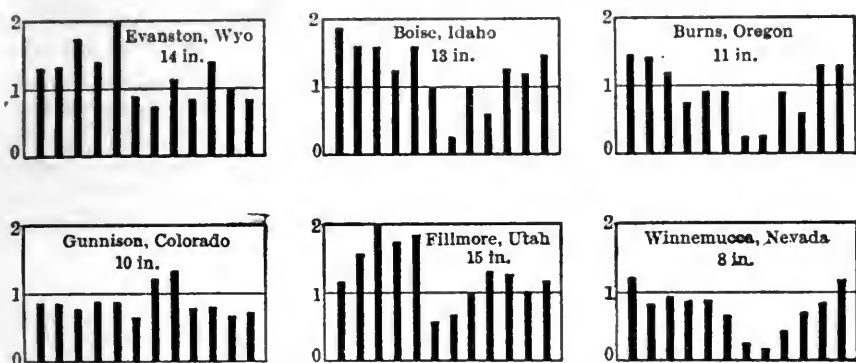 2
Evanston, Wyo
14 in.
1
0
2
Boise, Idaho
13 in.
1
0
2
Burns, Oregon
11 in.
1
0
2
Gunnison, Colorado
10 in.
1
0
2
Fillmore, Utah
15 in.
1
0
2
Winnemucca, Nevada
8 in.
1
0